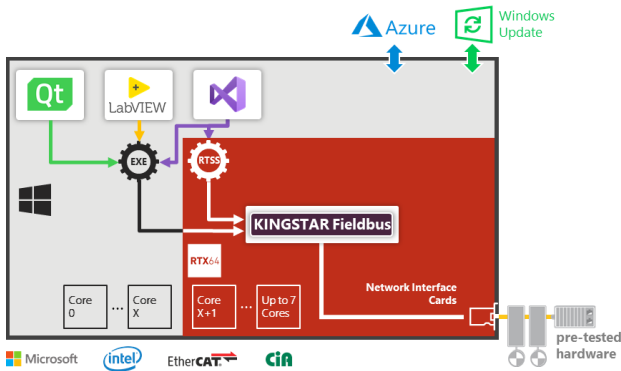 Azure
Windows
Update
Qt
LabVIEW
EXE
RTSS
KINGSTAR Fieldbus
RTX64
Network Interface
Cards
Core
0
...
Core
X
Core
X+1
...
Up to 7
Cores
pre-tested
hardware
Microsoft
intel
EtherCAT
CiA